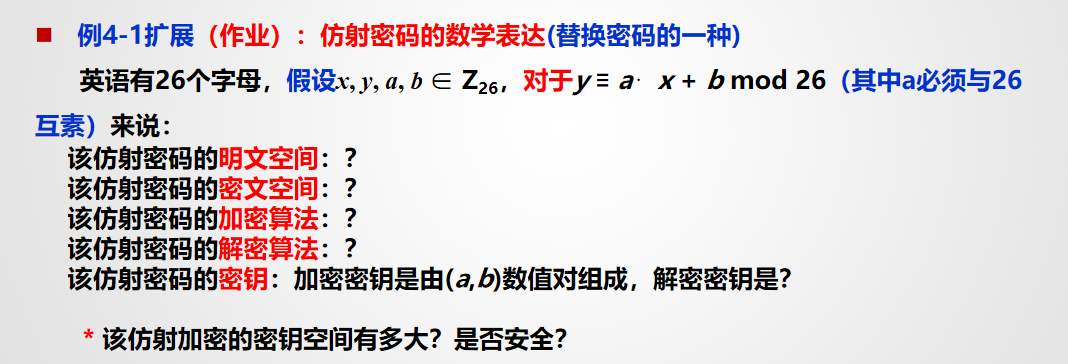 ■ 例4-1扩展（作业）：仿射密码的数学表达(替换密码的一种)
英语有26个字母，假设x, y, a, b ∈ Z₂₆，对于y ≡ a· x + b mod 26（其中a必须与26
互素）来说：
该仿射密码的明文空间：？
该仿射密码的密文空间：？
该仿射密码的加密算法：？
该仿射密码的解密算法：？
该仿射密码的密钥：加密密钥是由(a,b)数值对组成，解密密钥是？
* 该仿射加密的密钥空间有多大？是否安全？